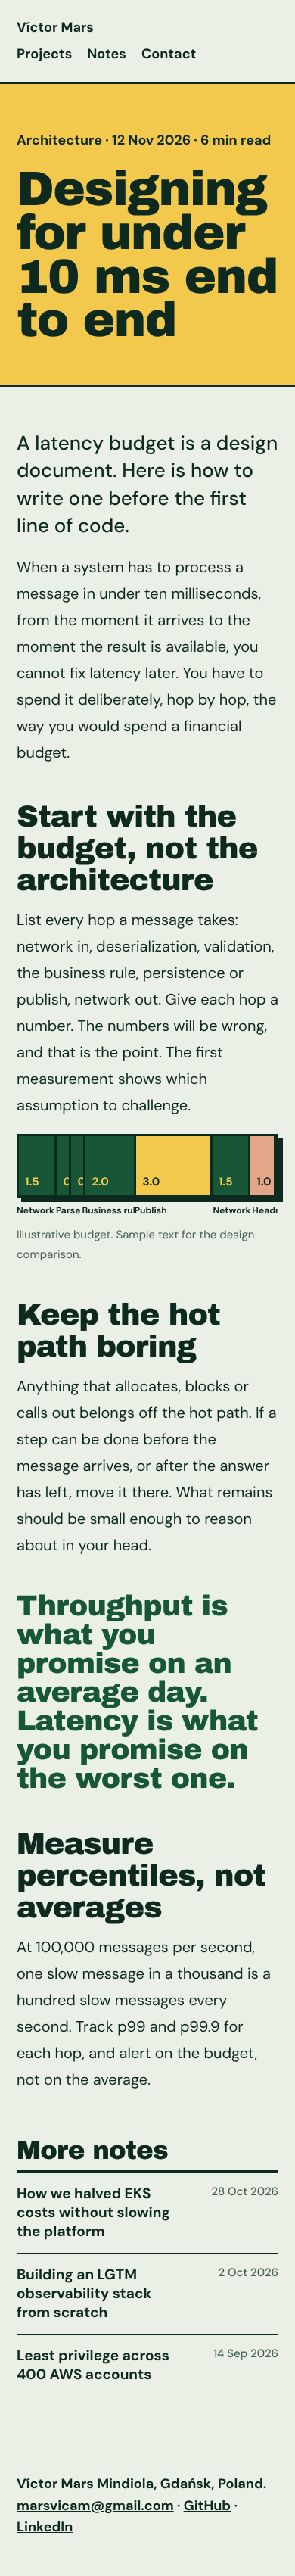 Víctor Mars
Projects Notes Contact
Architecture · 12 Nov 2026 · 6 min read
Designing
for under
10 ms end
to end
A latency budget is a design
document. Here is how to
write one before the first
line of code.
When a system has to process a
message in under ten milliseconds,
from the moment it arrives to the
moment the result is available, you
cannot fix latency later. You have to
spend it deliberately, hop by hop, the
way you would spend a financial
budget.
Start with the
budget, not the
architecture
List every hop a message takes:
network in, deserialization, validation,
the business rule, persistence or
publish, network out. Give each hop a
number. The numbers will be wrong,
and that is the point. The first
measurement shows which
assumption to challenge.
1.5 2.0 3.0 1.5 1.0
Network Parse Business Publish Network
Illustrative budget. Sample text for the design
comparison.
Keep the hot
path boring
Anything that allocates, blocks or
calls out belongs off the hot path. If a
step can be done before the
message arrives, or after the answer
has left, move it there. What remains
should be small enough to reason
about in your head.
Throughput is
what you
promise on an
average day.
Latency is what
you promise on
the worst one.
Measure
percentiles, not
averages
At 100,000 messages per second,
one slow message in a thousand is a
hundred slow messages every
second. Track p99 and p99.9 for
each hop, and alert on the budget,
not on the average.
More notes
How we halved EKS
costs without slowing
the platform
28 Oct 2026
Building an LGTM
observability stack
from scratch
2 Oct 2026
Least privilege across
400 AWS accounts
14 Sep 2026
Víctor Mars Mindiola, Gdańsk, Poland.
marsvicam@gmail.com · GitHub ·
LinkedIn